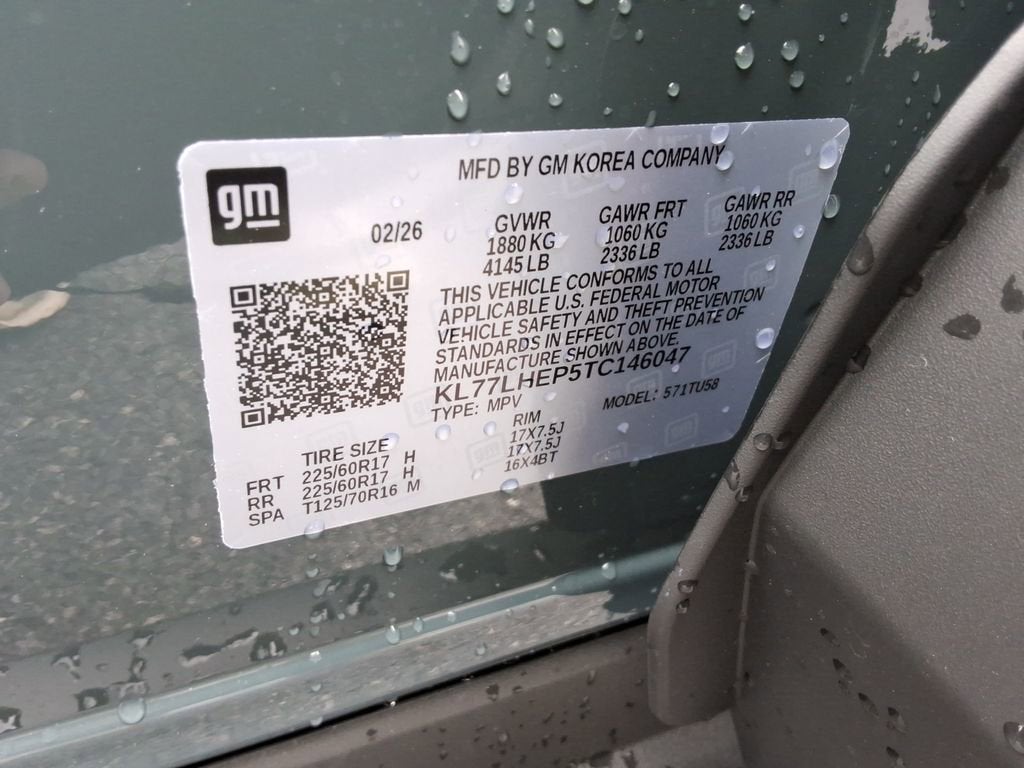 gm
MFD BY GM KOREA COMPANY
02/26
GVWR GAWR FRT GAWR RR
1880 KG 1060 KG 1060 KG
4145 LB 2336 LB 2336 LB
THIS VEHICLE CONFORMS TO ALL
APPLICABLE U.S. FEDERAL MOTOR
VEHICLE SAFETY AND THEFT PREVENTION
STANDARDS IN EFFECT ON THE DATE OF
MANUFACTURE SHOWN ABOVE.
KL77LHEP5TC146047
TYPE: MPV MODEL: 571TU58
TIRE SIZE RIM
FRT 225/60R17 H 17X7.5J
RR 225/60R17 H 17X7.5J
SPA T125/70R16 M 16X4BT